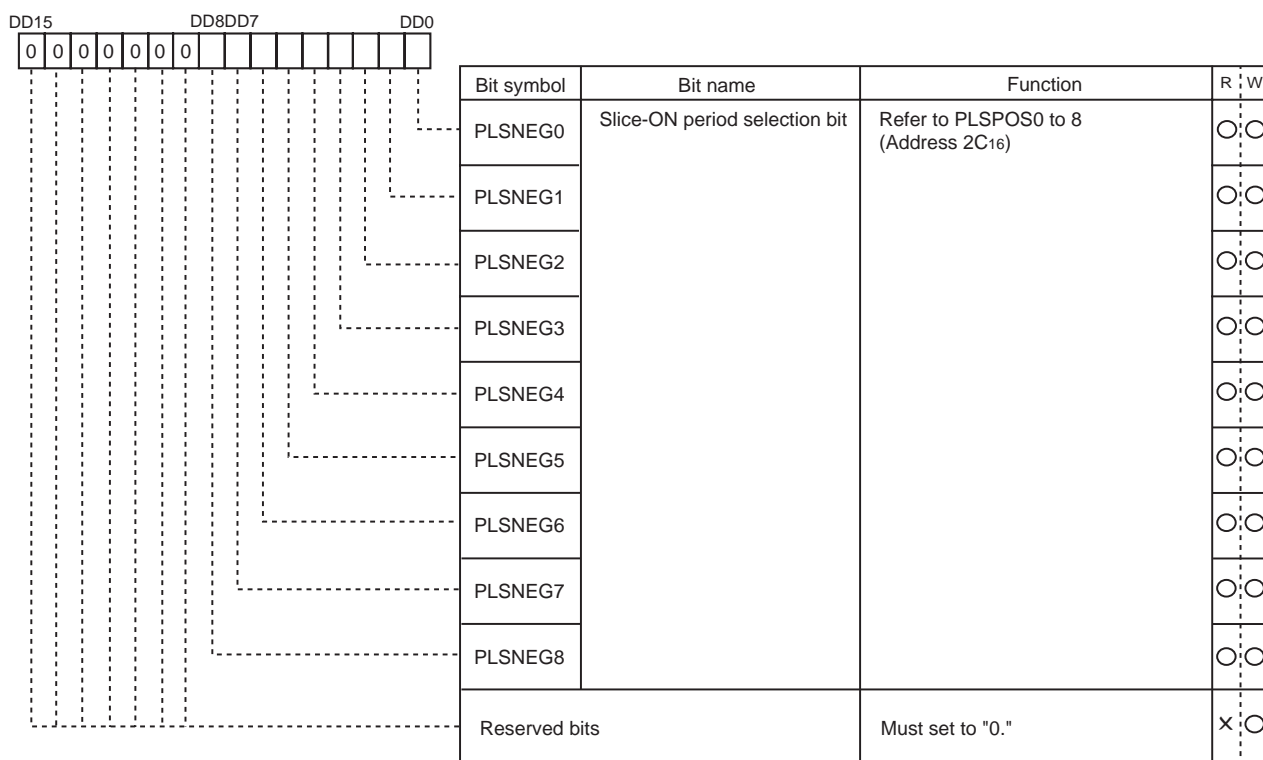 DD15 DD8DD7 DD0
0 0 0 0 0 0 0
Bit symbol Bit name Function R W
PLSNEG0 Slice-ON period selection bit Refer to PLSPOS0 to 8
(Address 2C16)
PLSNEG1
PLSNEG2
PLSNEG3
PLSNEG4
PLSNEG5
PLSNEG6
PLSNEG7
PLSNEG8
Reserved bits Must set to "0."